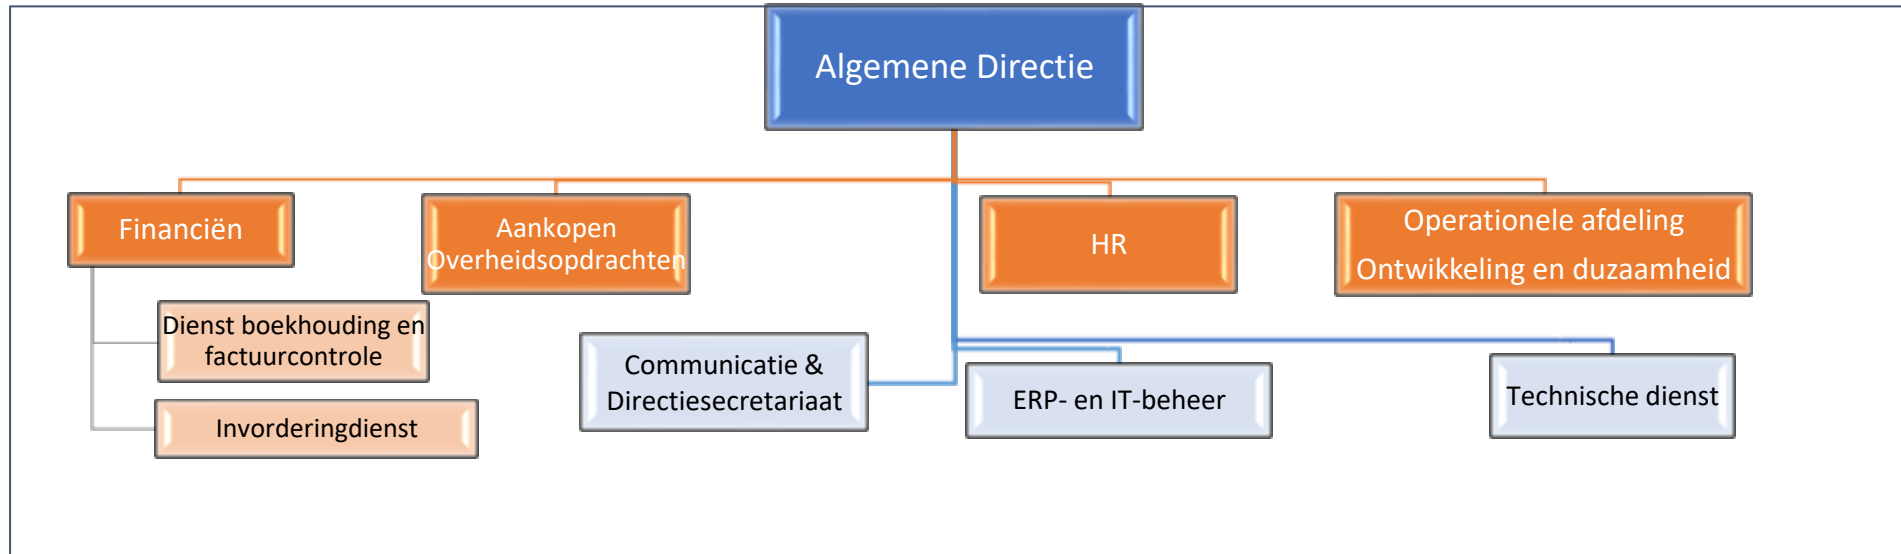 Algemene Directie
Financiën
Aankopen
Overheidsopdrachten
HR
Operationele afdeling
Ontwikkeling en duzaamheid
Dienst boekhouding en
factuurcontrole
Invorderingdienst
Communicatie &
Directiesecretariaat
ERP- en IT-beheer
Technische dienst